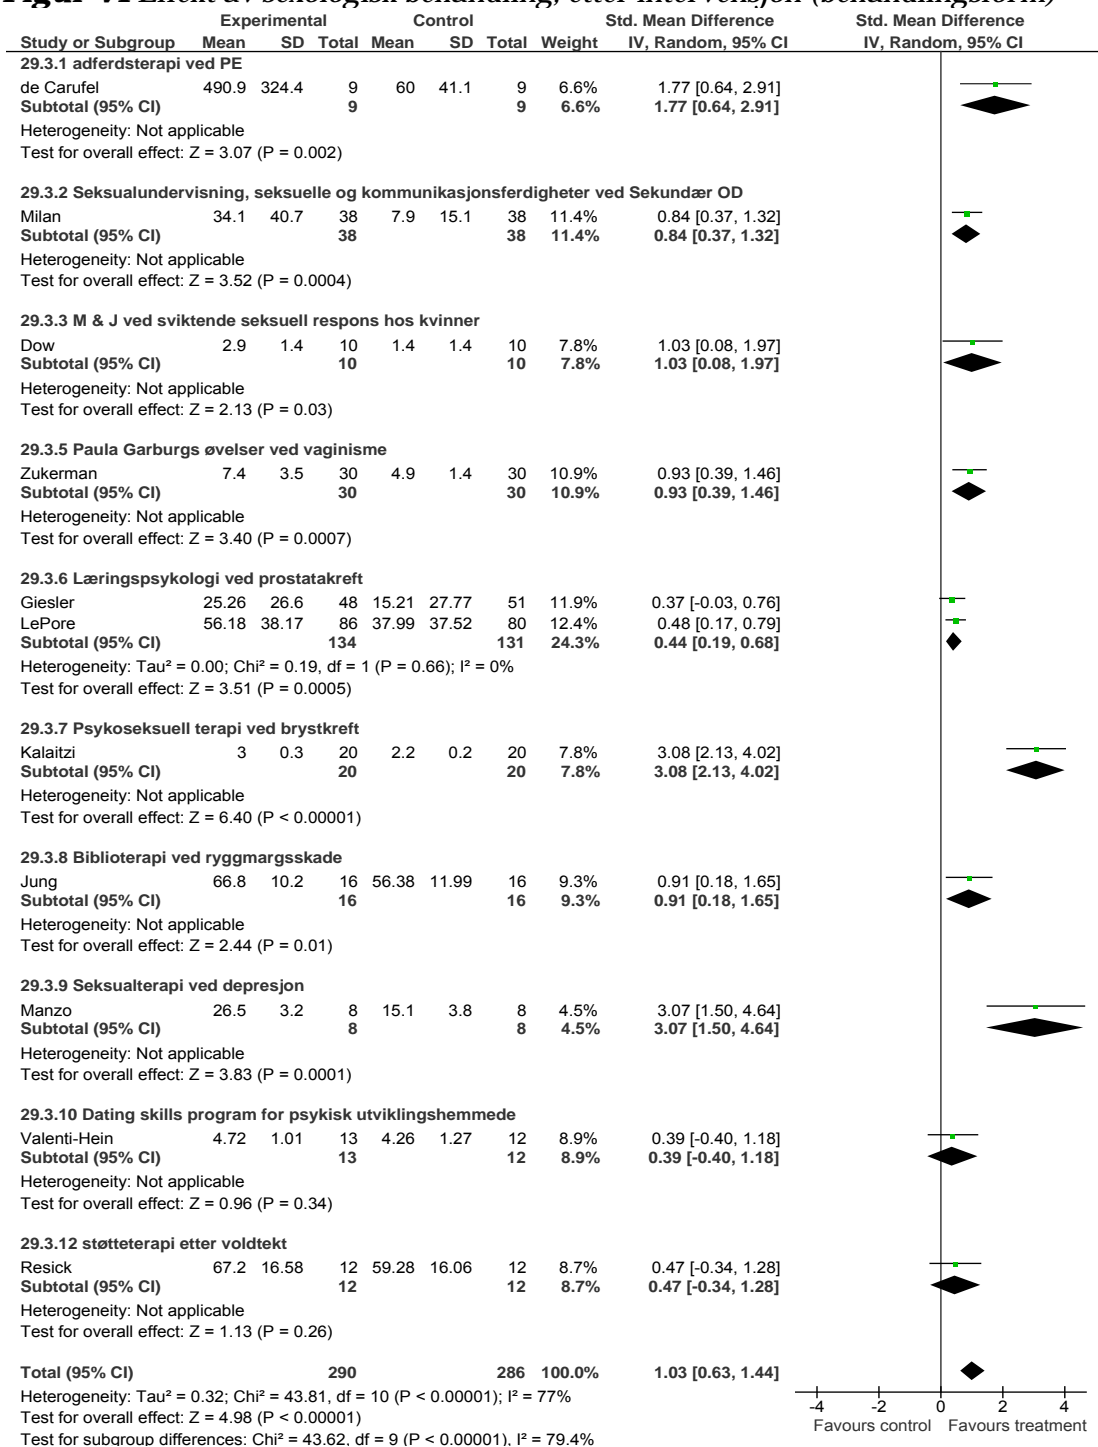 Figur VI Effekt av sexologisk behandling, etter intervensjon (behandlingsform)
Experimental Control Std. Mean Difference Std. Mean Difference
Study or Subgroup Mean SD Total Mean SD Total Weight IV, Random, 95% CI IV, Random, 95% CI
29.3.1 adferdsterapi ved PE
de Carufel 490.9 324.4 9 60 41.1 9 6.6% 1.77 [0.64, 2.91]
Subtotal (95% CI) 9 9 6.6% 1.77 [0.64, 2.91]
Heterogeneity: Not applicable
Test for overall effect: Z = 3.07 (P = 0.002)
29.3.2 Seksualundervisning, seksuelle og kommunikasjonsferdigheter ved Sekundær OD
Milan 34.1 40.7 38 7.9 15.1 38 11.4% 0.84 [0.37, 1.32]
Subtotal (95% CI) 38 38 11.4% 0.84 [0.37, 1.32]
Heterogeneity: Not applicable
Test for overall effect: Z = 3.52 (P = 0.0004)
29.3.3 M & J ved sviktende seksuell respons hos kvinner
Dow 2.9 1.4 10 1.4 1.4 10 7.8% 1.03 [0.08, 1.97]
Subtotal (95% CI) 10 10 7.8% 1.03 [0.08, 1.97]
Heterogeneity: Not applicable
Test for overall effect: Z = 2.13 (P = 0.03)
29.3.5 Paula Garburgs øvelser ved vaginisme
Zukerman 7.4 3.5 30 4.9 1.4 30 10.9% 0.93 [0.39, 1.46]
Subtotal (95% CI) 30 30 10.9% 0.93 [0.39, 1.46]
Heterogeneity: Not applicable
Test for overall effect: Z = 3.40 (P = 0.0007)
29.3.6 Læringspsykologi ved prostatakreft
Giesler 25.26 26.6 48 15.21 27.77 51 11.9% 0.37 [-0.03, 0.76]
LePore 56.18 38.17 86 37.99 37.52 80 12.4% 0.48 [0.17, 0.79]
Subtotal (95% CI) 134 131 24.3% 0.44 [0.19, 0.68]
Heterogeneity: Tau² = 0.00; Chi² = 0.19, df = 1 (P = 0.66); I² = 0%
Test for overall effect: Z = 3.51 (P = 0.0005)
29.3.7 Psykoseksuell terapi ved brystkreft
Kalaitzi 3 0.3 20 2.2 0.2 20 7.8% 3.08 [2.13, 4.02]
Subtotal (95% CI) 20 20 7.8% 3.08 [2.13, 4.02]
Heterogeneity: Not applicable
Test for overall effect: Z = 6.40 (P < 0.00001)
29.3.8 Biblioterapi ved ryggmargsskade
Jung 66.8 10.2 16 56.38 11.99 16 9.3% 0.91 [0.18, 1.65]
Subtotal (95% CI) 16 16 9.3% 0.91 [0.18, 1.65]
Heterogeneity: Not applicable
Test for overall effect: Z = 2.44 (P = 0.01)
29.3.9 Seksualterapi ved depresjon
Manzo 26.5 3.2 8 15.1 3.8 8 4.5% 3.07 [1.50, 4.64]
Subtotal (95% CI) 8 8 4.5% 3.07 [1.50, 4.64]
Heterogeneity: Not applicable
Test for overall effect: Z = 3.83 (P = 0.0001)
29.3.10 Dating skills program for psykisk utviklingshemmede
Valenti-Hein 4.72 1.01 13 4.26 1.27 12 8.9% 0.39 [-0.40, 1.18]
Subtotal (95% CI) 13 12 8.9% 0.39 [-0.40, 1.18]
Heterogeneity: Not applicable
Test for overall effect: Z = 0.96 (P = 0.34)
29.3.12 støtteterapi etter voldtekt
Resick 67.2 16.58 12 59.28 16.06 12 8.7% 0.47 [-0.34, 1.28]
Subtotal (95% CI) 12 12 8.7% 0.47 [-0.34, 1.28]
Heterogeneity: Not applicable
Test for overall effect: Z = 1.13 (P = 0.26)
Total (95% CI) 290 286 100.0% 1.03 [0.63, 1.44]
Heterogeneity: Tau² = 0.32; Chi² = 43.81, df = 10 (P < 0.00001); I² = 77%
Test for overall effect: Z = 4.98 (P < 0.00001)
Test for subgroup differences: Chi² = 43.62, df = 9 (P < 0.00001), I² = 79.4%
-4 -2 0 2 4
Favours control Favours treatment